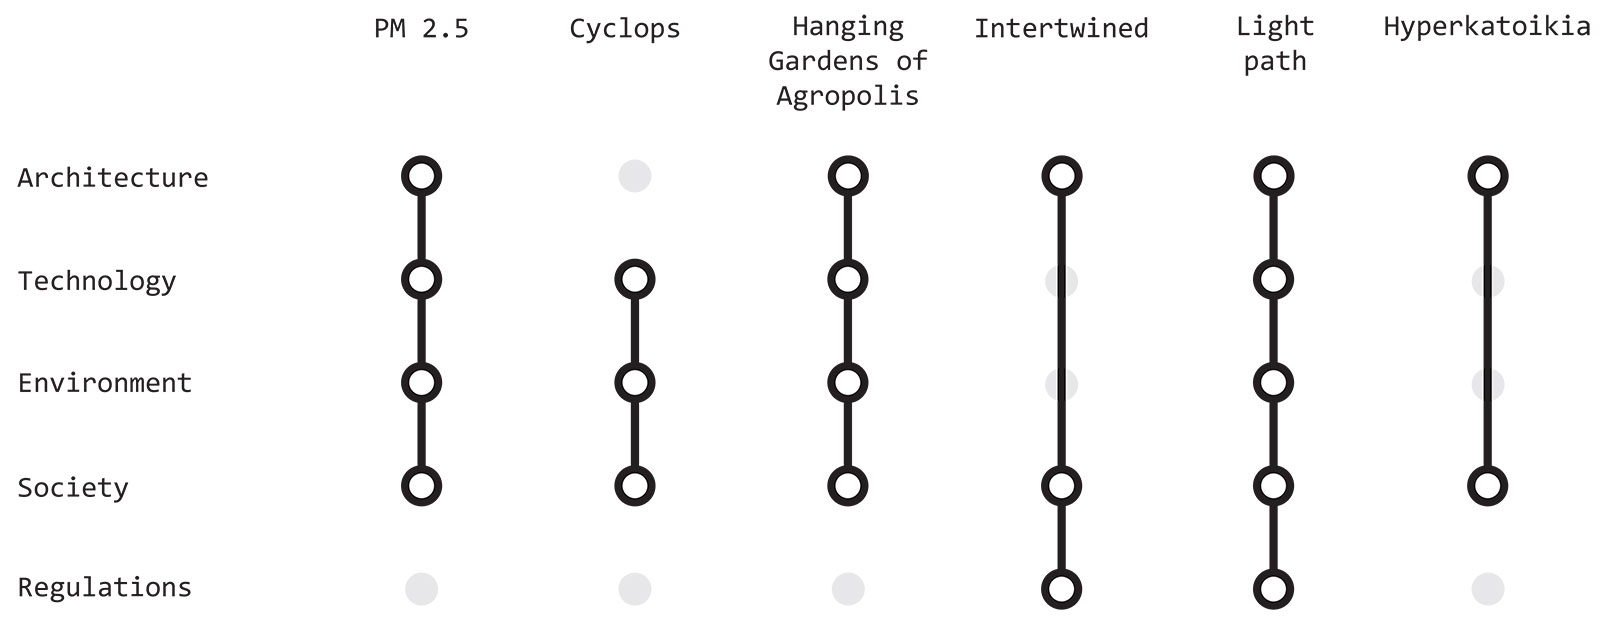 PM 2.5
Cyclops
Hanging
Gardens of
Agropolis
Intertwined
Light
path
Hyperkatoikia
Architecture
Technology
Environment
Society
Regulations